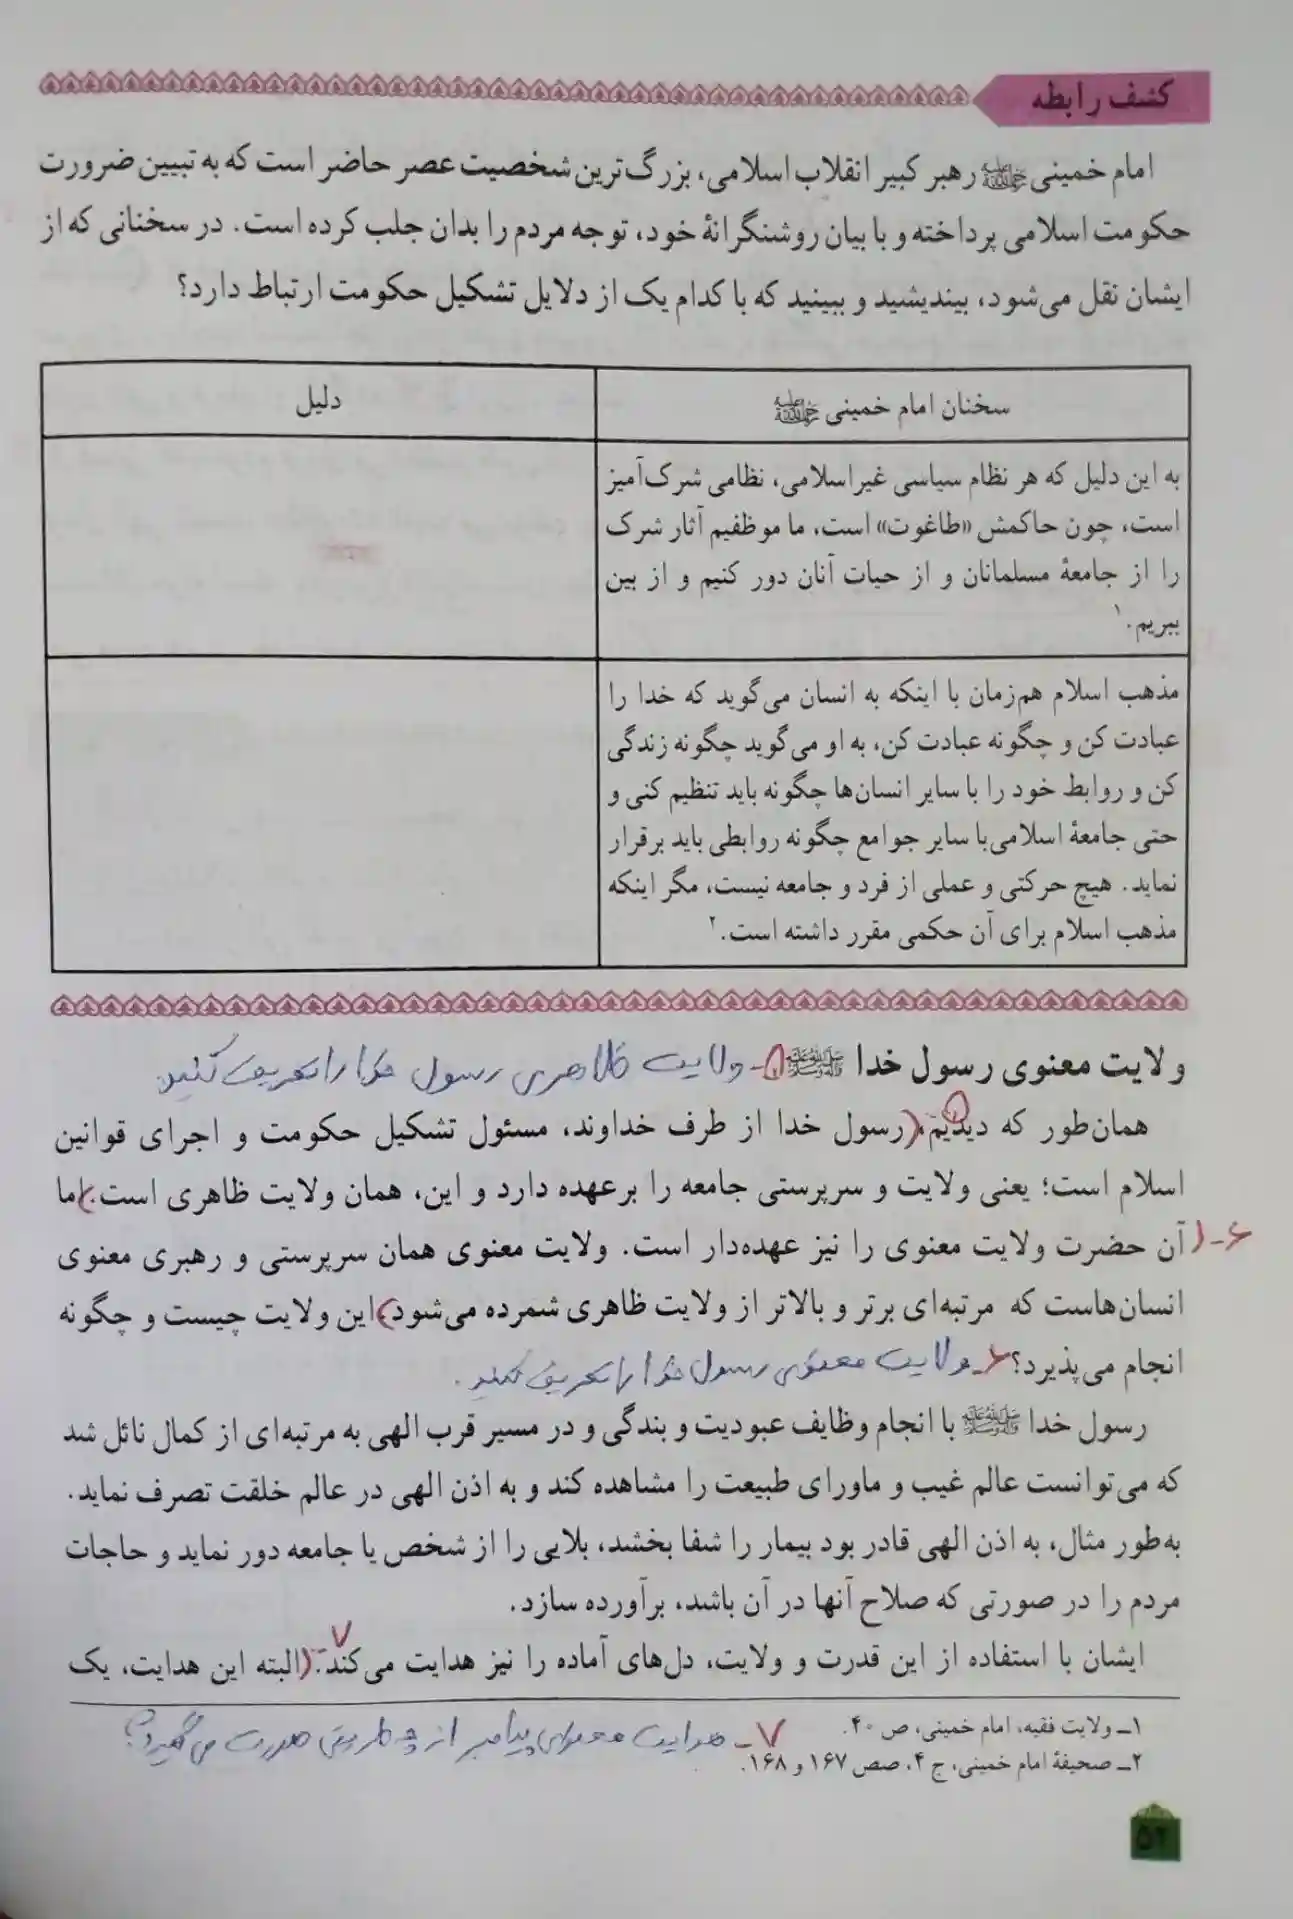 کشف رابطه
امام خمینی رحمة‌الله‌علیه رهبر کبیر انقلاب اسلامی، بزرگ‌ترین شخصیت عصر حاضر است که به تبیین ضرورت
حکومت اسلامی پرداخته و با بیان روشنگرانهٔ خود، توجه مردم را بدان جلب کرده است. در سخنانی که از
ایشان نقل می‌شود، بیندیشید و ببینید که با کدام یک از دلایل تشکیل حکومت ارتباط دارد؟
سخنان امام خمینی رحمة‌الله‌علیه
دلیل
به این دلیل که هر نظام سیاسی غیراسلامی، نظامی شرک‌آمیز
است، چون حاکمش «طاغوت» است، ما موظفیم آثار شرک
را از جامعهٔ مسلمانان و از حیات آنان دور کنیم و از بین
ببریم.۱
مذهب اسلام هم‌زمان با اینکه به انسان می‌گوید که خدا را
عبادت کن و چگونه عبادت کن، به او می‌گوید چگونه زندگی
کن و روابط خود را با سایر انسان‌ها چگونه باید تنظیم کنی و
حتی جامعهٔ اسلامی با سایر جوامع چگونه روابطی باید برقرار
نماید. هیچ حرکتی و عملی از فرد و جامعه نیست، مگر اینکه
مذهب اسلام برای آن حکمی مقرر داشته است.۲
ولایت معنوی رسول خدا صلی‌الله‌علیه‌وآله ۵- ولایت ظاهری رسول خدا را تعریف کنید.
۵
همان‌طور که دیدیم، (رسول خدا از طرف خداوند، مسئول تشکیل حکومت و اجرای قوانین
اسلام است؛ یعنی ولایت و سرپرستی جامعه را برعهده دارد و این، همان ولایت ظاهری است.) اما
۶- (آن حضرت ولایت معنوی را نیز عهده‌دار است. ولایت معنوی همان سرپرستی و رهبری معنوی
انسان‌هاست که مرتبه‌ای برتر و بالاتر از ولایت ظاهری شمرده می‌شود.) این ولایت چیست و چگونه
انجام می‌پذیرد؟ ۶- ولایت معنوی رسول خدا را تعریف کنید.
رسول خدا صلی‌الله‌علیه‌وآله با انجام وظایف عبودیت و بندگی و در مسیر قرب الهی به مرتبه‌ای از کمال نائل شد
که می‌توانست عالم غیب و ماورای طبیعت را مشاهده کند و به اذن الهی در عالم خلقت تصرف نماید.
به‌طور مثال، به اذن الهی قادر بود بیمار را شفا بخشد، بلایی را از شخص یا جامعه دور نماید و حاجات
مردم را در صورتی که صلاح آنها در آن باشد، برآورده سازد.
۷
ایشان با استفاده از این قدرت و ولایت، دل‌های آماده را نیز هدایت می‌کند. (البته این هدایت، یک
۱ـ ولایت فقیه، امام خمینی، ص ۴۰.
۷- هدایت معنوی پیامبر از چه طریقی صورت می‌گیرد؟
۲ـ صحیفهٔ امام خمینی، ج ۴، صص ۱۶۷ و ۱۶۸.
۵۲